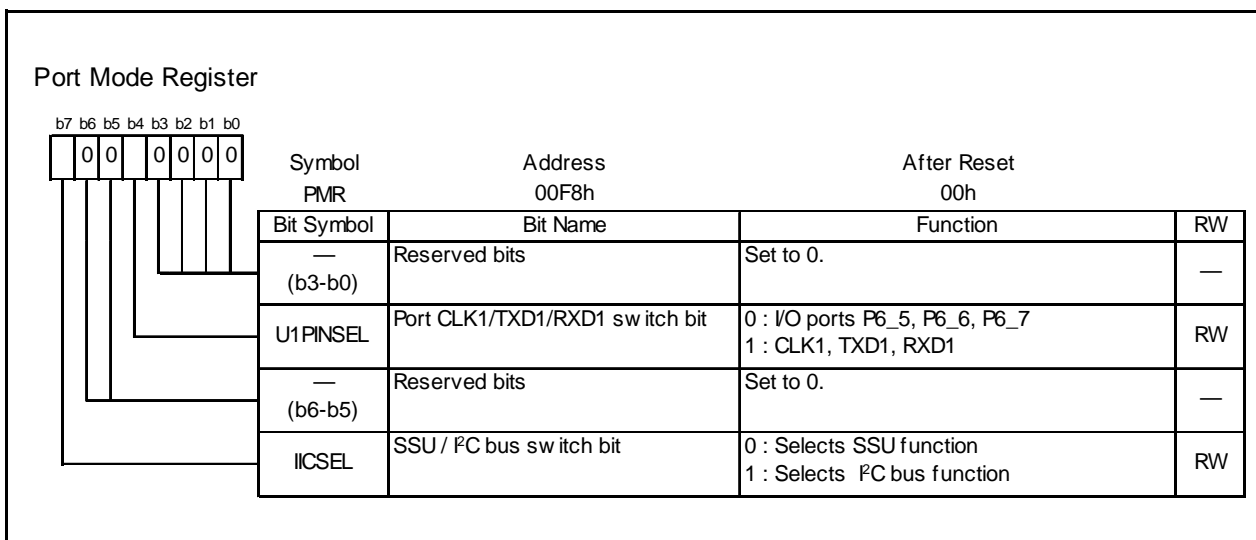 Port Mode Register
b7 b6 b5 b4 b3 b2 b1 b0
0 0 0 0 0 0
Symbol Address After Reset
PMR 00F8h 00h
Bit Symbol Bit Name Function RW
— Reserved bits Set to 0. —
(b3-b0)
U1PINSEL Port CLK1/TXD1/RXD1 switch bit 0 : I/O ports P6_5, P6_6, P6_7 RW
1 : CLK1, TXD1, RXD1
— Reserved bits Set to 0. —
(b6-b5)
IICSEL SSU / I²C bus switch bit 0 : Selects SSU function RW
1 : Selects I²C bus function